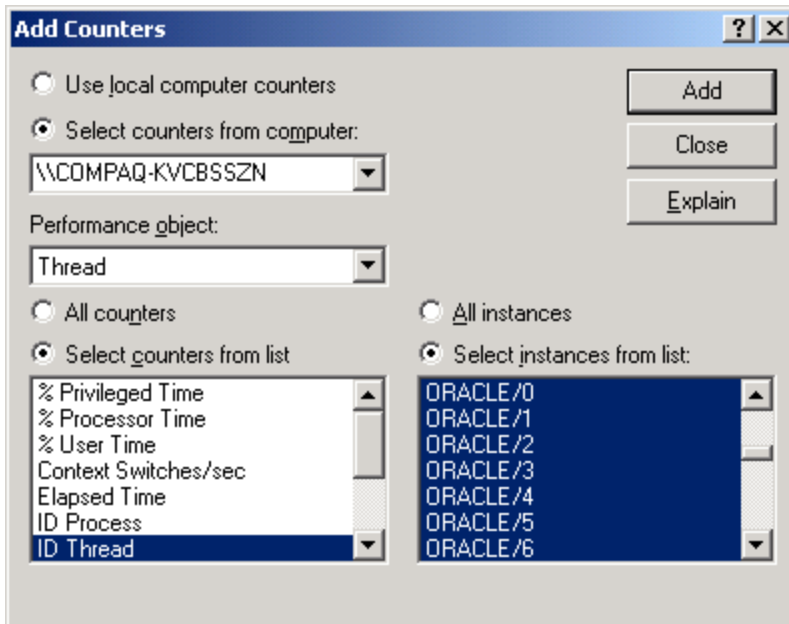 Add Counters
Use local computer counters
Select counters from computer:
\\COMPAQ-KVCBSSZN
Add
Close
Explain
Performance object:
Thread
All counters
Select counters from list
% Privileged Time
% Processor Time
% User Time
Context Switches/sec
Elapsed Time
ID Process
ID Thread
All instances
Select instances from list:
ORACLE/0
ORACLE/1
ORACLE/2
ORACLE/3
ORACLE/4
ORACLE/5
ORACLE/6